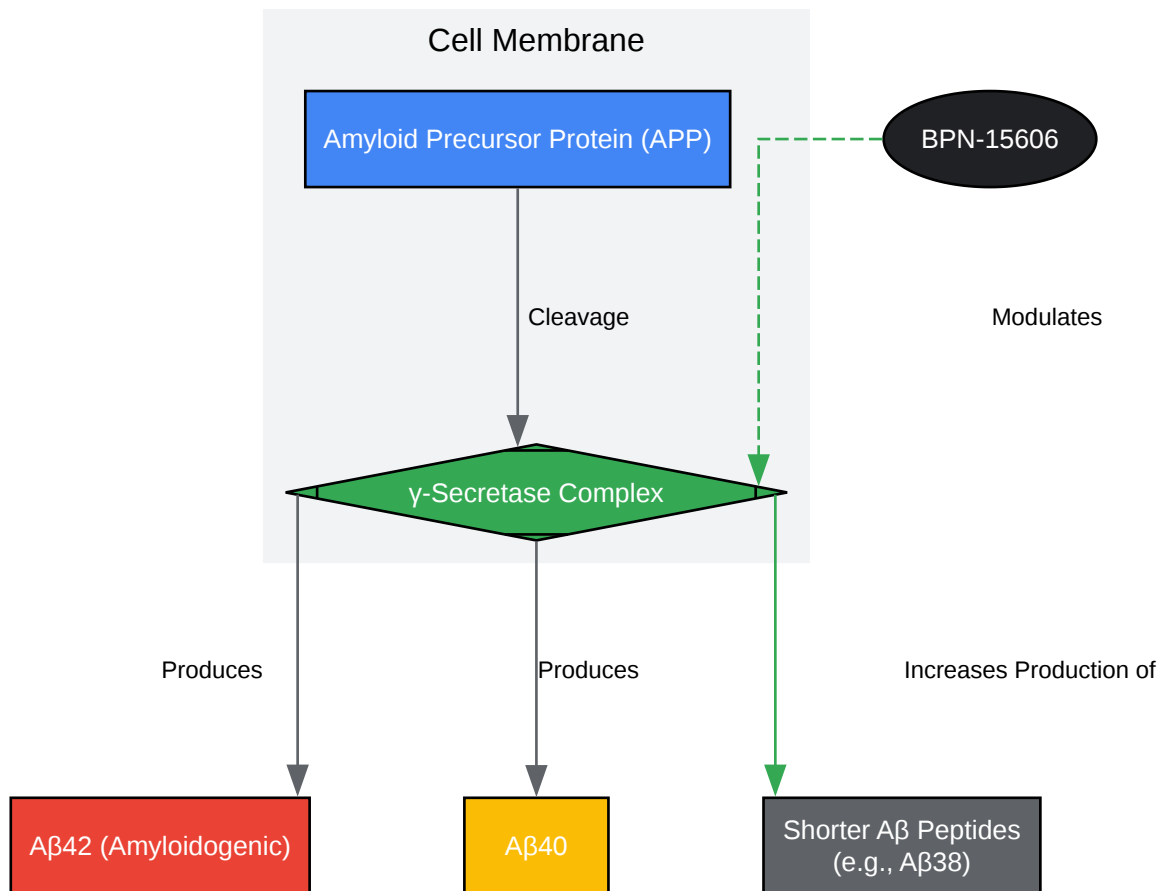 Cell Membrane
Amyloid Precursor Protein (APP)
BPN-15606
Cleavage
Modulates
γ-Secretase Complex
Produces
Produces
Increases Production of
Aβ42 (Amyloidogenic)
Aβ40
Shorter Aβ Peptides
(e.g., Aβ38)